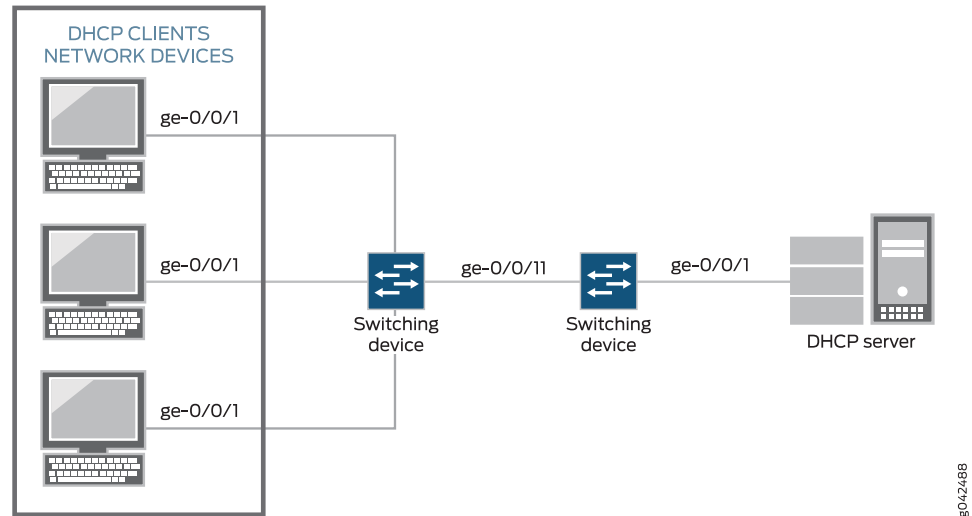 DHCP CLIENTS
NETWORK DEVICES
ge-0/0/1
ge-0/0/1
ge-0/0/11
ge-0/0/1
Switching
device
Switching
device
DHCP server
ge-0/0/1
g042488